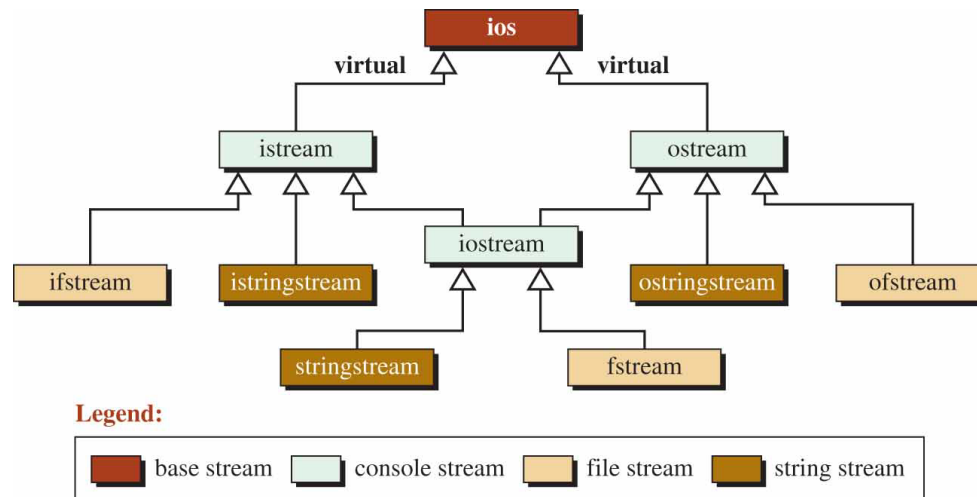 ios
virtual virtual
istream ostream
iostream
ifstream istringstream ostringstream ofstream
stringstream fstream
Legend:
base stream console stream file stream string stream